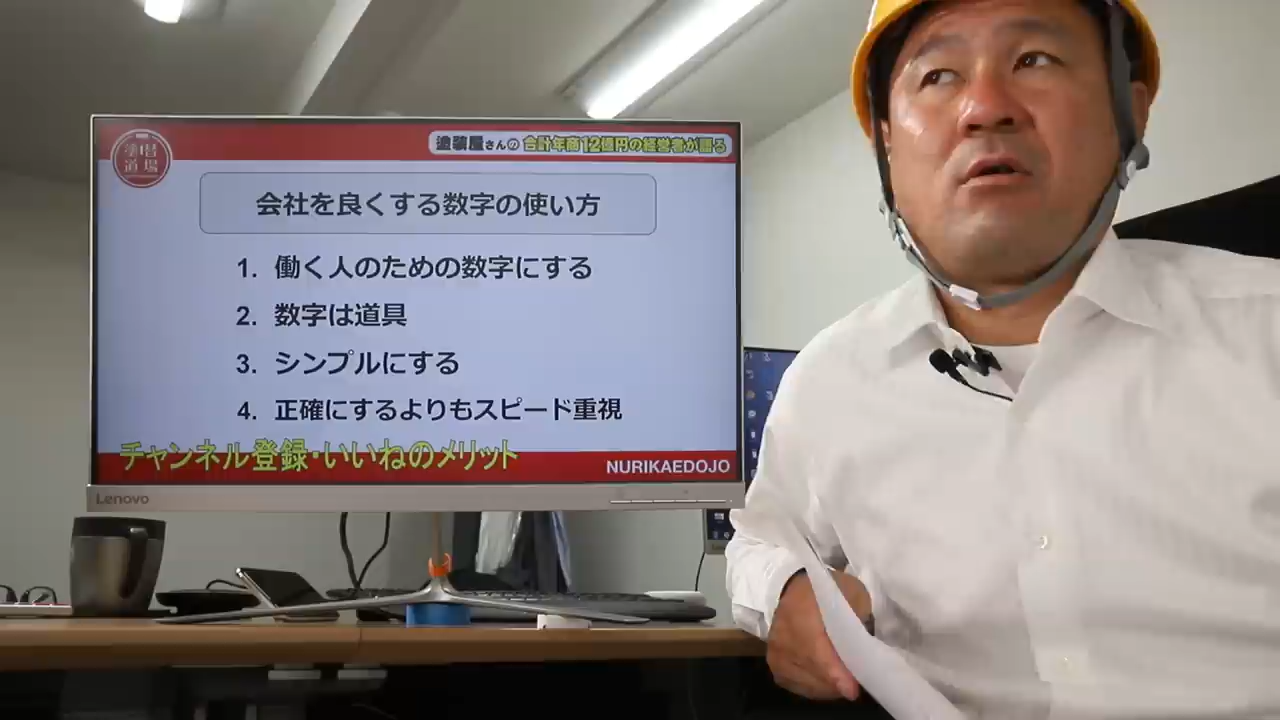 塗替
道場
塗装屋さんの 合計年商12億円の経営者が語る
会社を良くする数字の使い方
1. 働く人のための数字にする
2. 数字は道具
3. シンプルにする
4. 正確にするよりもスピード重視
チャンネル登録・いいねのメリット
NURIKAEDOJO
Lenovo